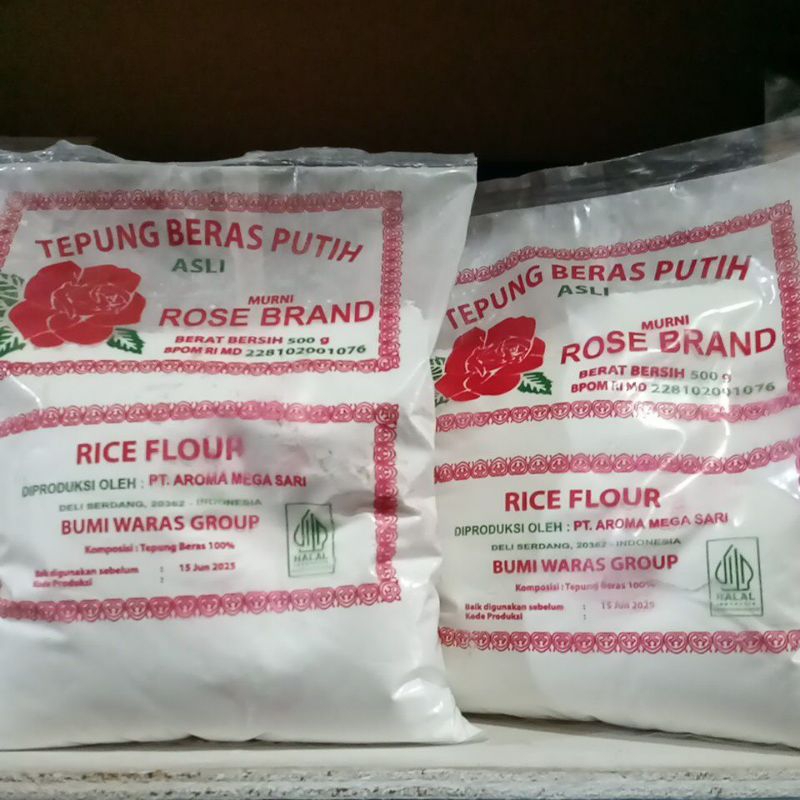 TEPUNG BERAS PUTIH
ASLI
MURNI
ROSE BRAND
BERAT BERSIH 500 g
BPOM RI MD 228102001076
RICE FLOUR
DIPRODUKSI OLEH : PT. AROMA MEGA SARI
DELI SERDANG, 20362 - INDONESIA
BUMI WARAS GROUP
Komposisi : Tepung Beras 100%
Baik digunakan sebelum : 15 Jun 2025
Kode Produksi :
HALAL
TEPUNG BERAS PUTIH
ASLI
MURNI
ROSE BRAND
BERAT BERSIH 500 g
BPOM RI MD 228102001076
RICE FLOUR
DIPRODUKSI OLEH : PT. AROMA MEGA SARI
DELI SERDANG, 20362 - INDONESIA
BUMI WARAS GROUP
Komposisi : Tepung Beras 100%
Baik digunakan sebelum : 15 Jun 2025
Kode Produksi :
HALAL
INDONESIA